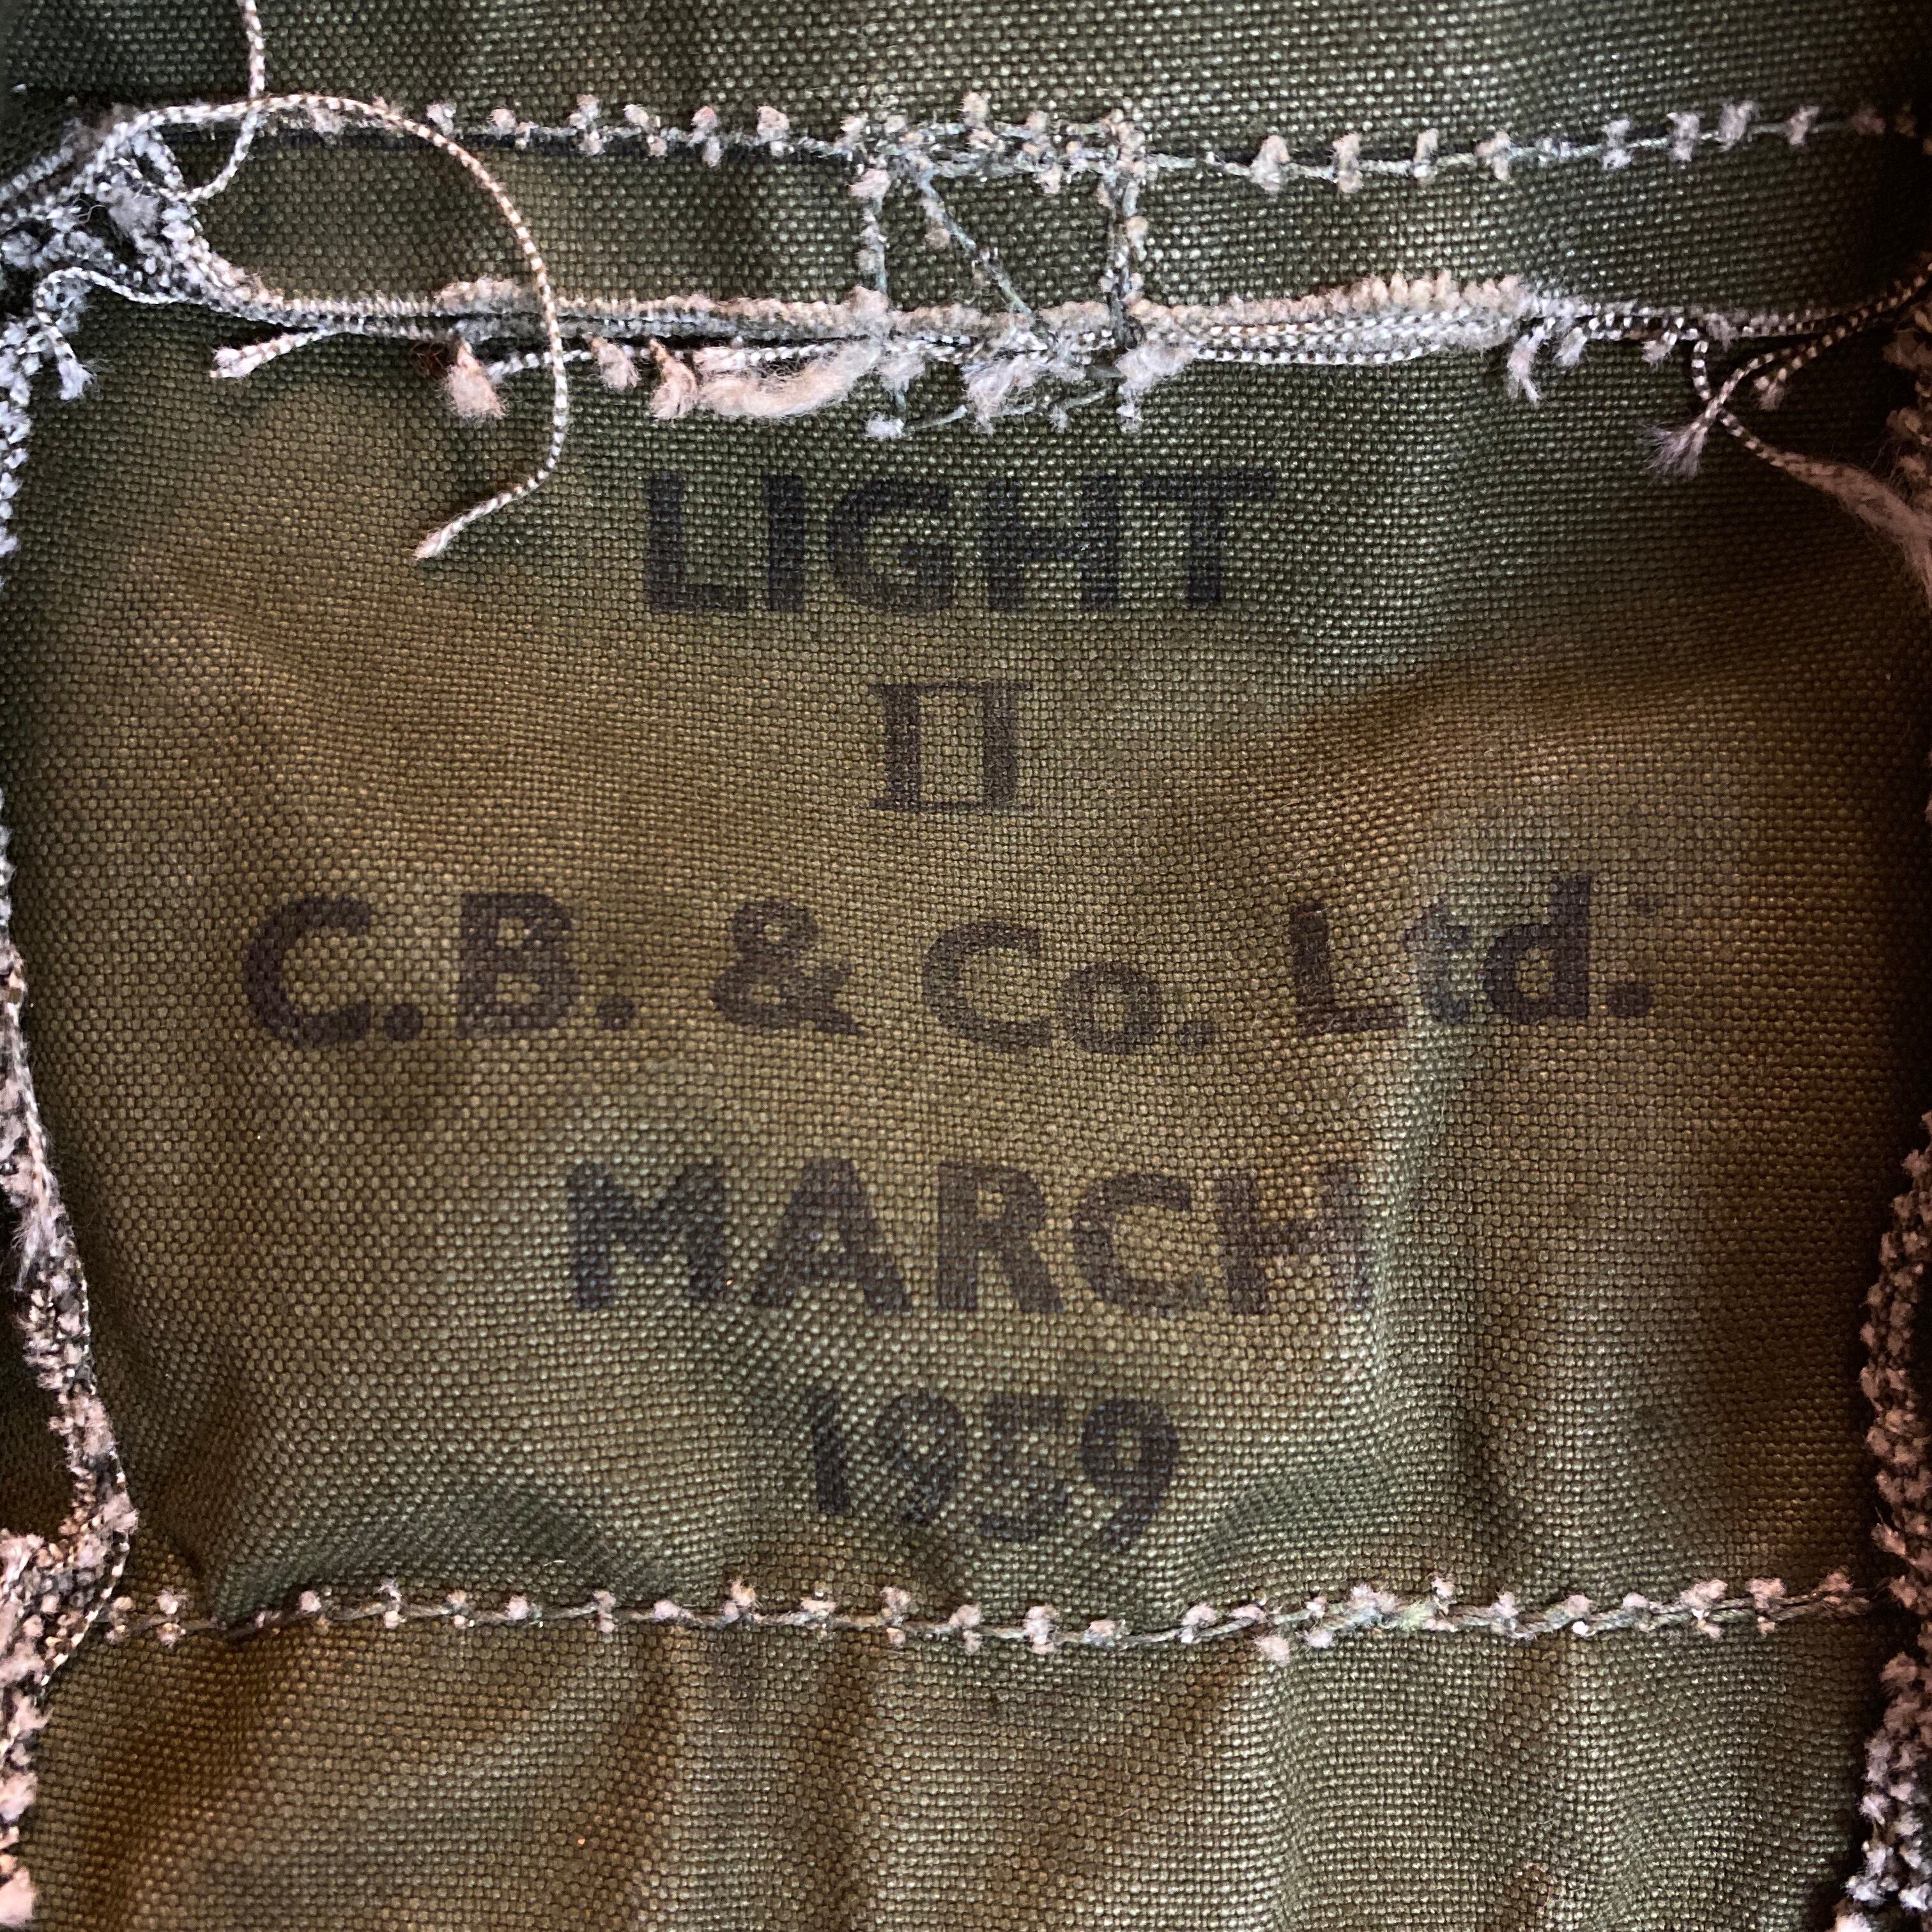 LIGHT
II
C.B. & Co. Ltd.
MARCH
1959